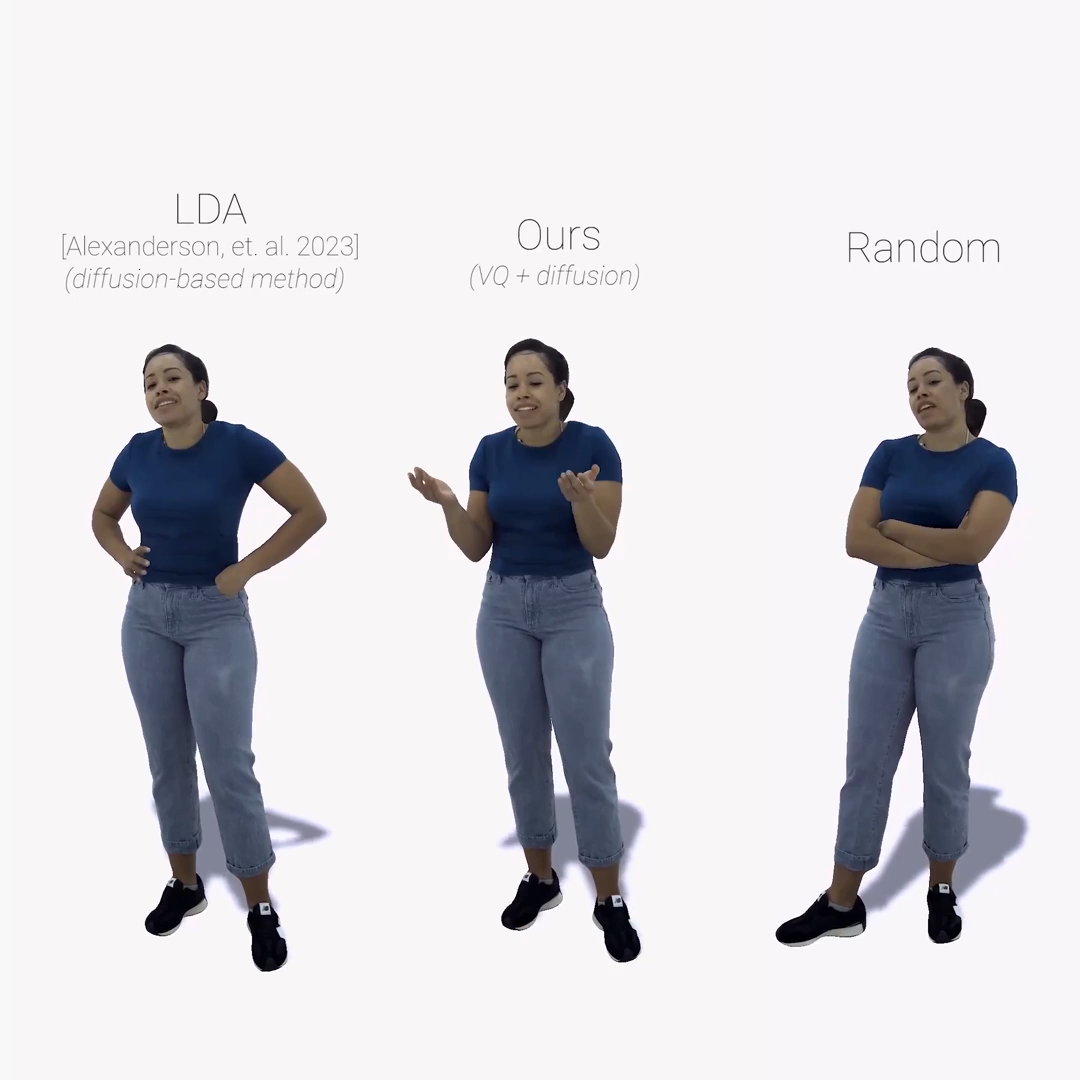 LDA
[Alexanderson, et. al. 2023]
(diffusion-based method)
Ours
(VQ + diffusion)
Random